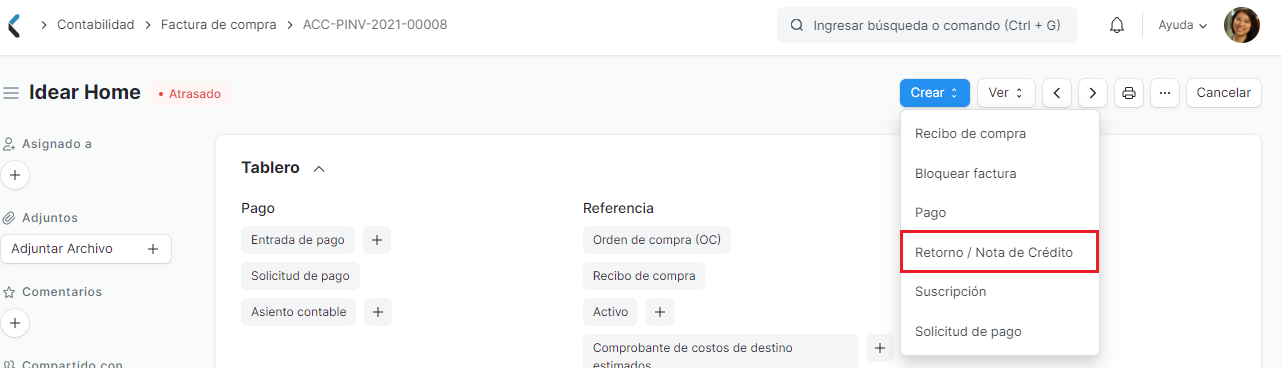 Contabilidad
Factura de compra
ACC-PINV-2021-00008
Ingresar búsqueda o comando (Ctrl + G)
Ayuda
Idear Home
Atrasado
Crear
Ver
Cancelar
Asignado a
Adjuntos
Adjuntar Archivo
Comentarios
Compartido con
Tablero
Pago
Entrada de pago
Solicitud de pago
Asiento contable
Referencia
Orden de compra (OC)
Recibo de compra
Activo
Comprobante de costos de destino
estimados
Recibo de compra
Bloquear factura
Pago
Retorno / Nota de Crédito
Suscripción
Solicitud de pago